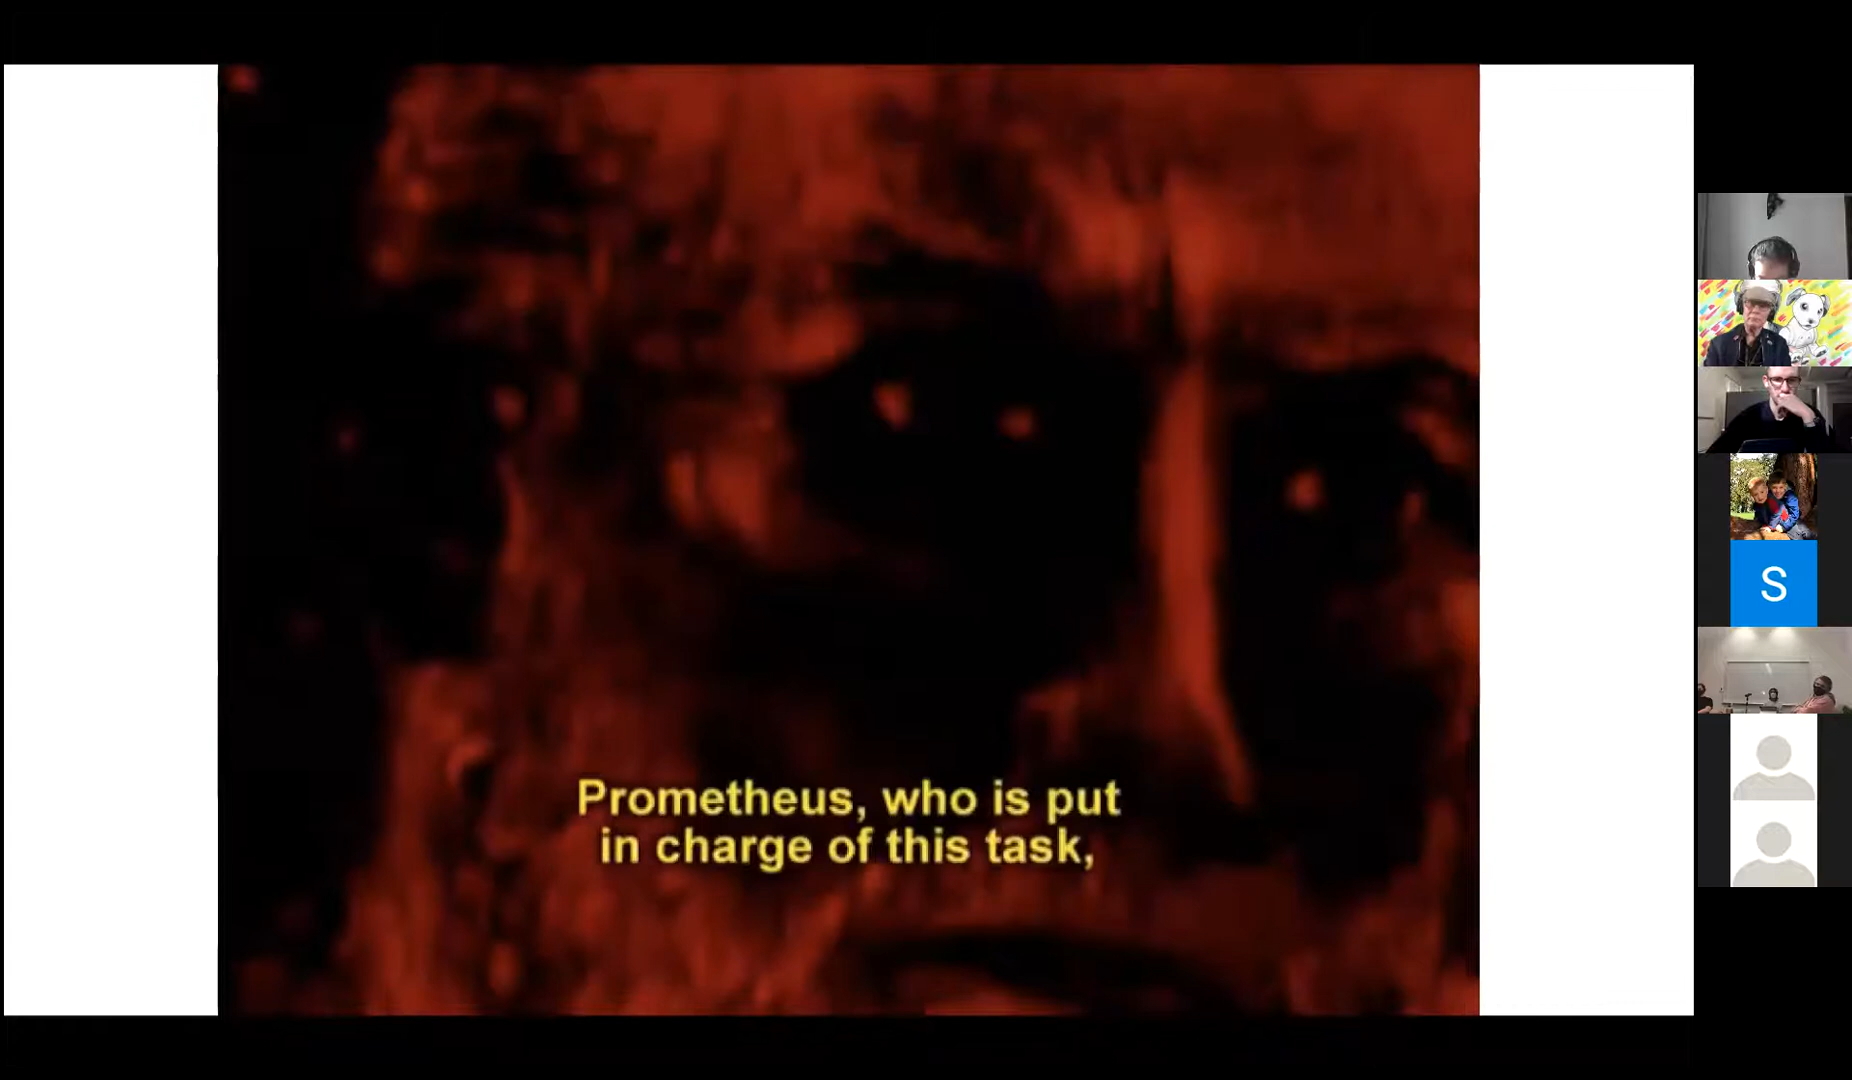 Prometheus, who is put
in charge of this task,
S